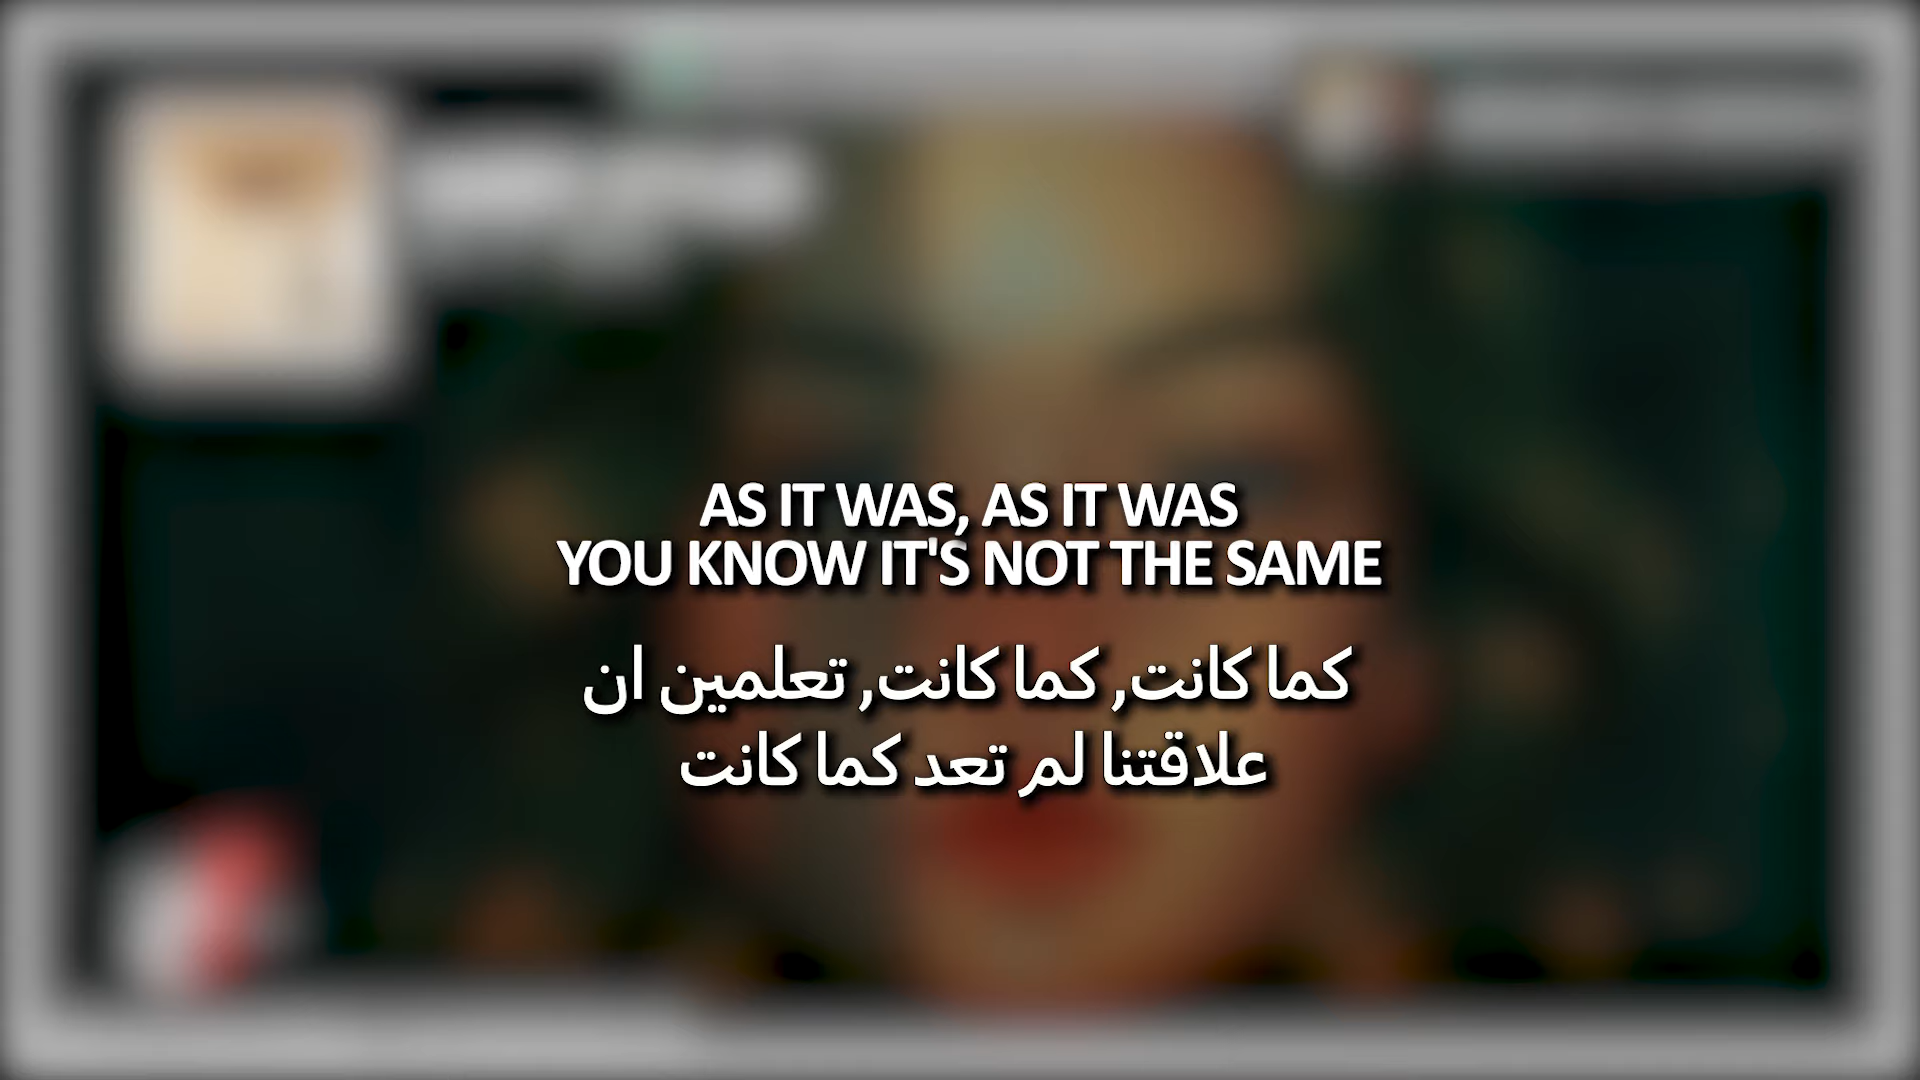 AS IT WAS, AS IT WAS
YOU KNOW IT'S NOT THE SAME
كما كانت, كما كانت, تعلمين ان
علاقتنا لم تعد كما كانت